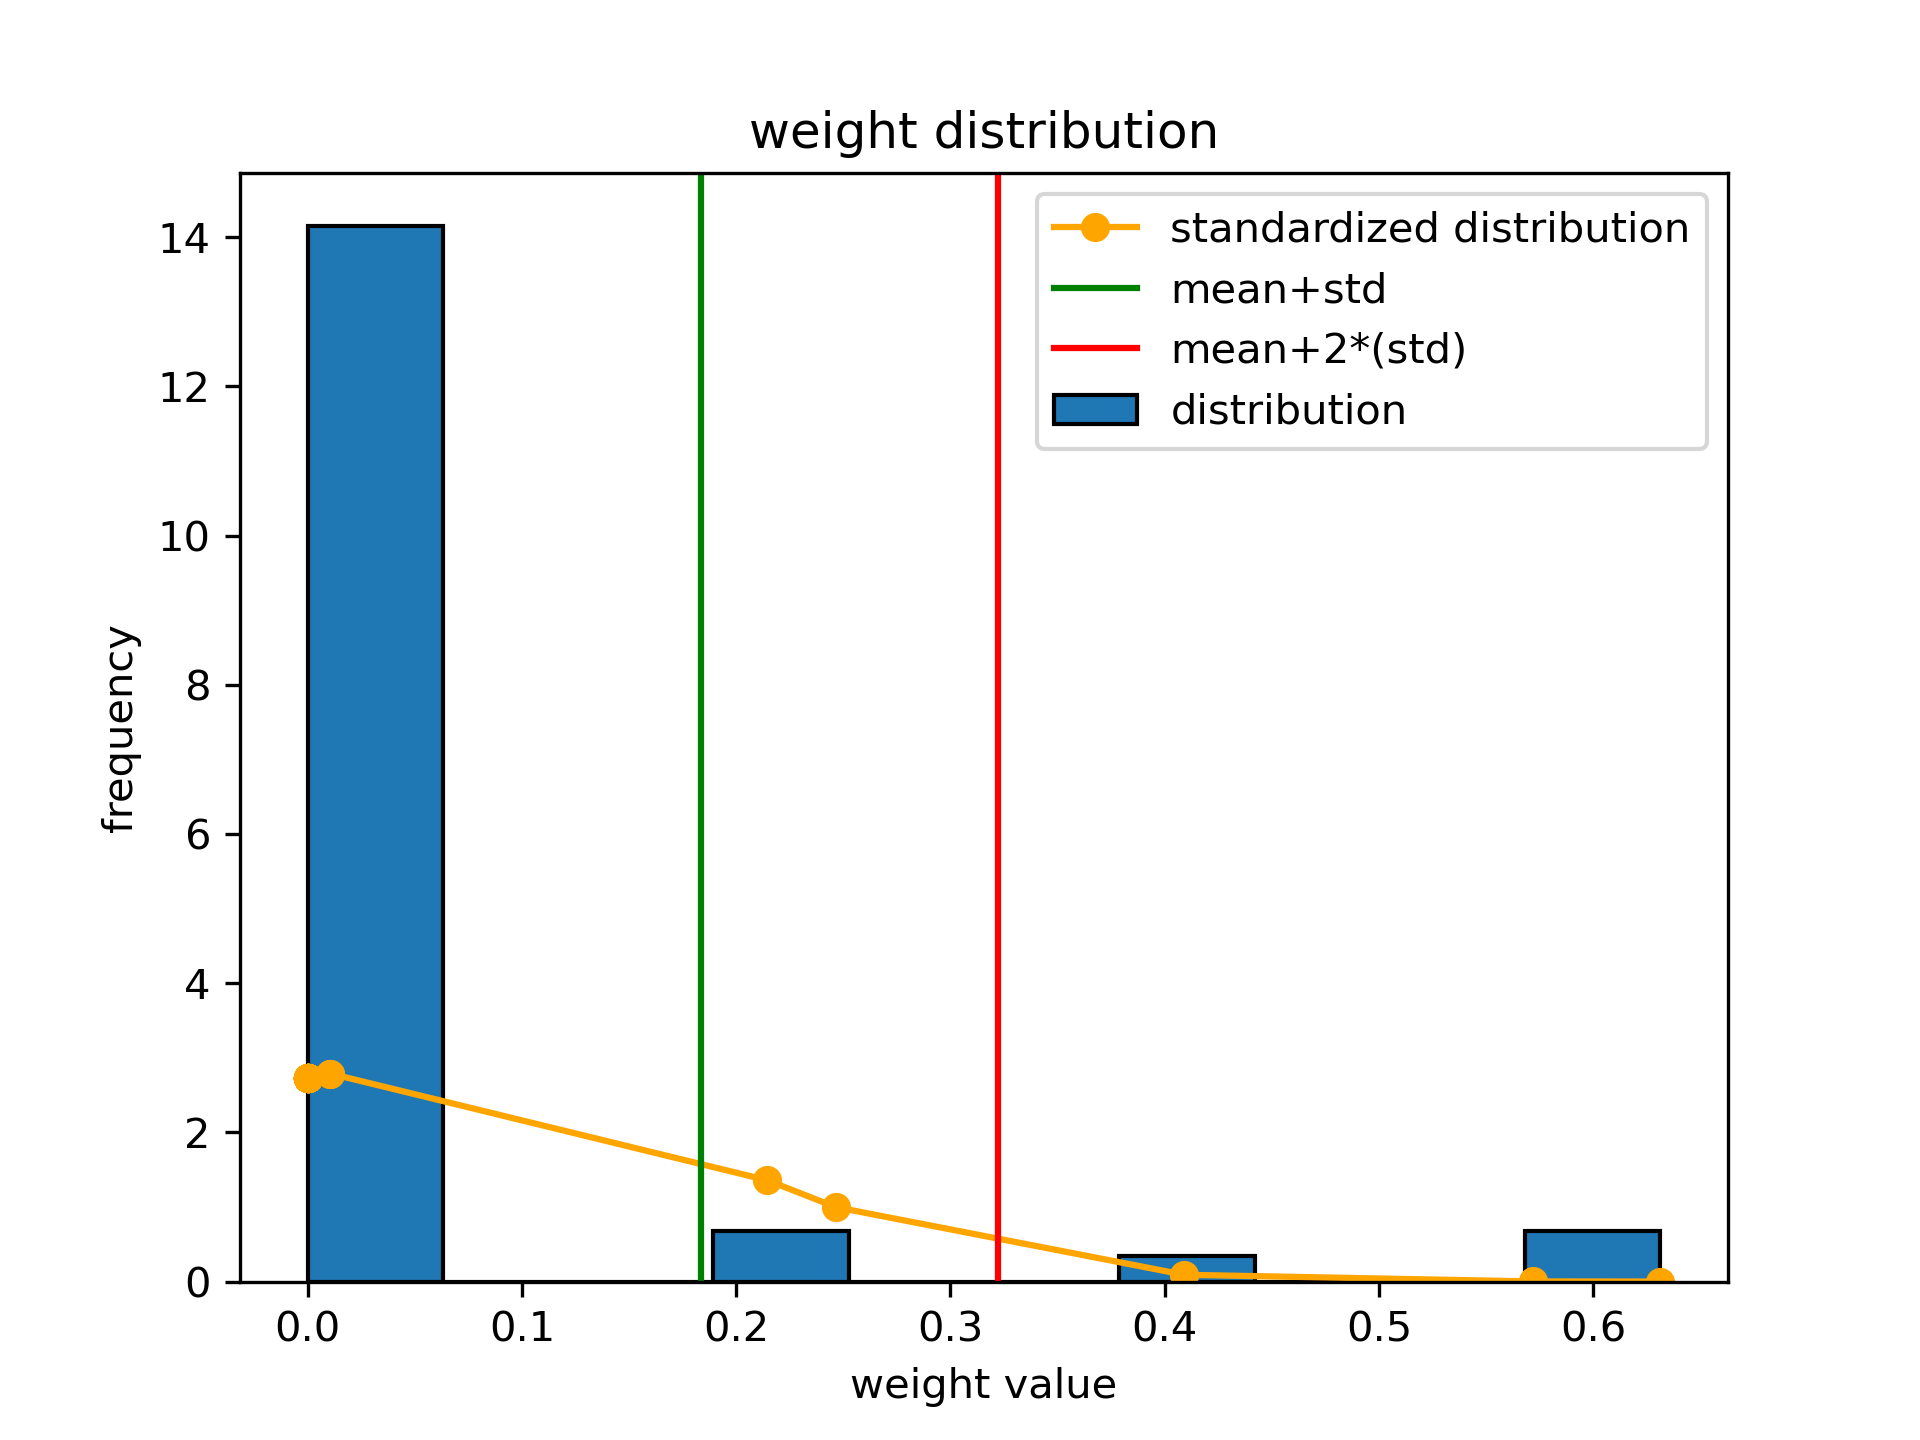 weight distribution
standardized distribution
mean+std
mean+2*(std)
distribution
14
12
10
8
6
4
2
0
frequency
0.0 0.1 0.2 0.3 0.4 0.5 0.6
weight value